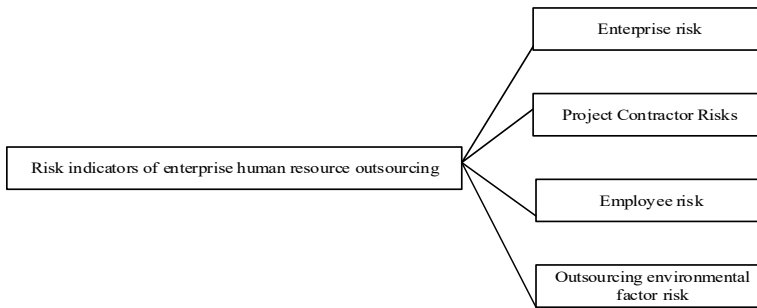 Enterprise risk
Project Contractor Risks
Risk indicators of enterprise human resource outsourcing
Employee risk
Outsourcing environmental
factor risk